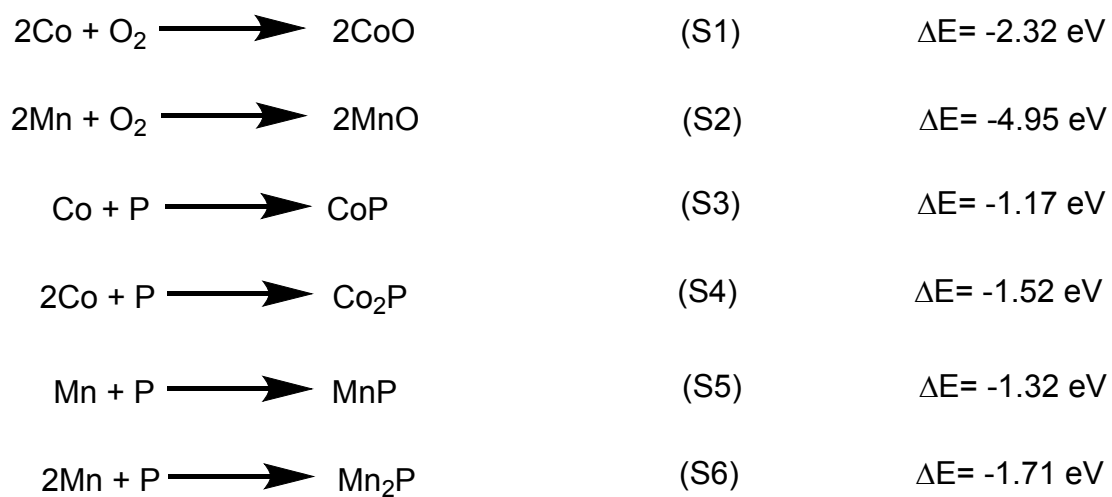 2Co + O₂ ⟶ 2CoO (S1) ΔE= -2.32 eV
2Mn + O₂ ⟶ 2MnO (S2) ΔE= -4.95 eV
Co + P ⟶ CoP (S3) ΔE= -1.17 eV
2Co + P ⟶ Co₂P (S4) ΔE= -1.52 eV
Mn + P ⟶ MnP (S5) ΔE= -1.32 eV
2Mn + P ⟶ Mn₂P (S6) ΔE= -1.71 eV